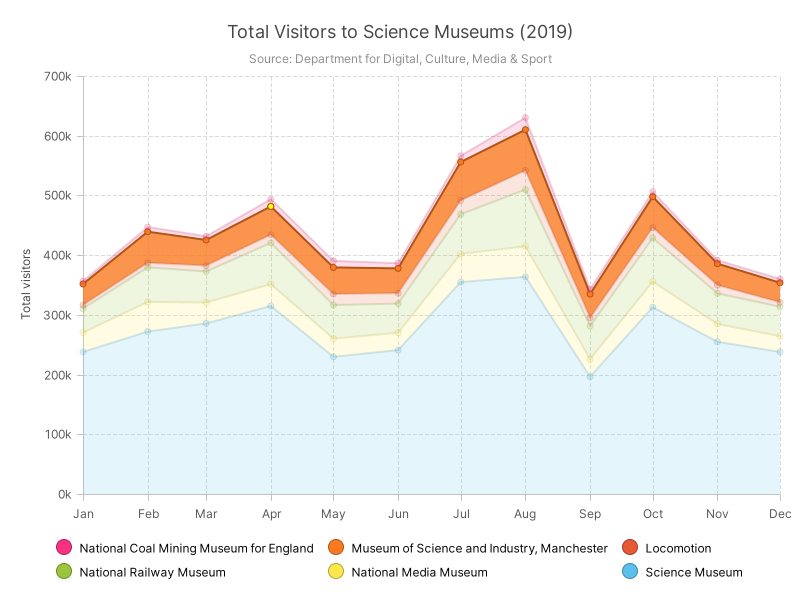 Total Visitors to Science Museums (2019)
Source: Department for Digital, Culture, Media & Sport
Total visitors
700k
600k
500k
400k
300k
200k
100k
0k
Jan Feb Mar Apr May Jun Jul Aug Sep Oct Nov Dec
National Coal Mining Museum for England Museum of Science and Industry, Manchester Locomotion
National Railway Museum National Media Museum Science Museum